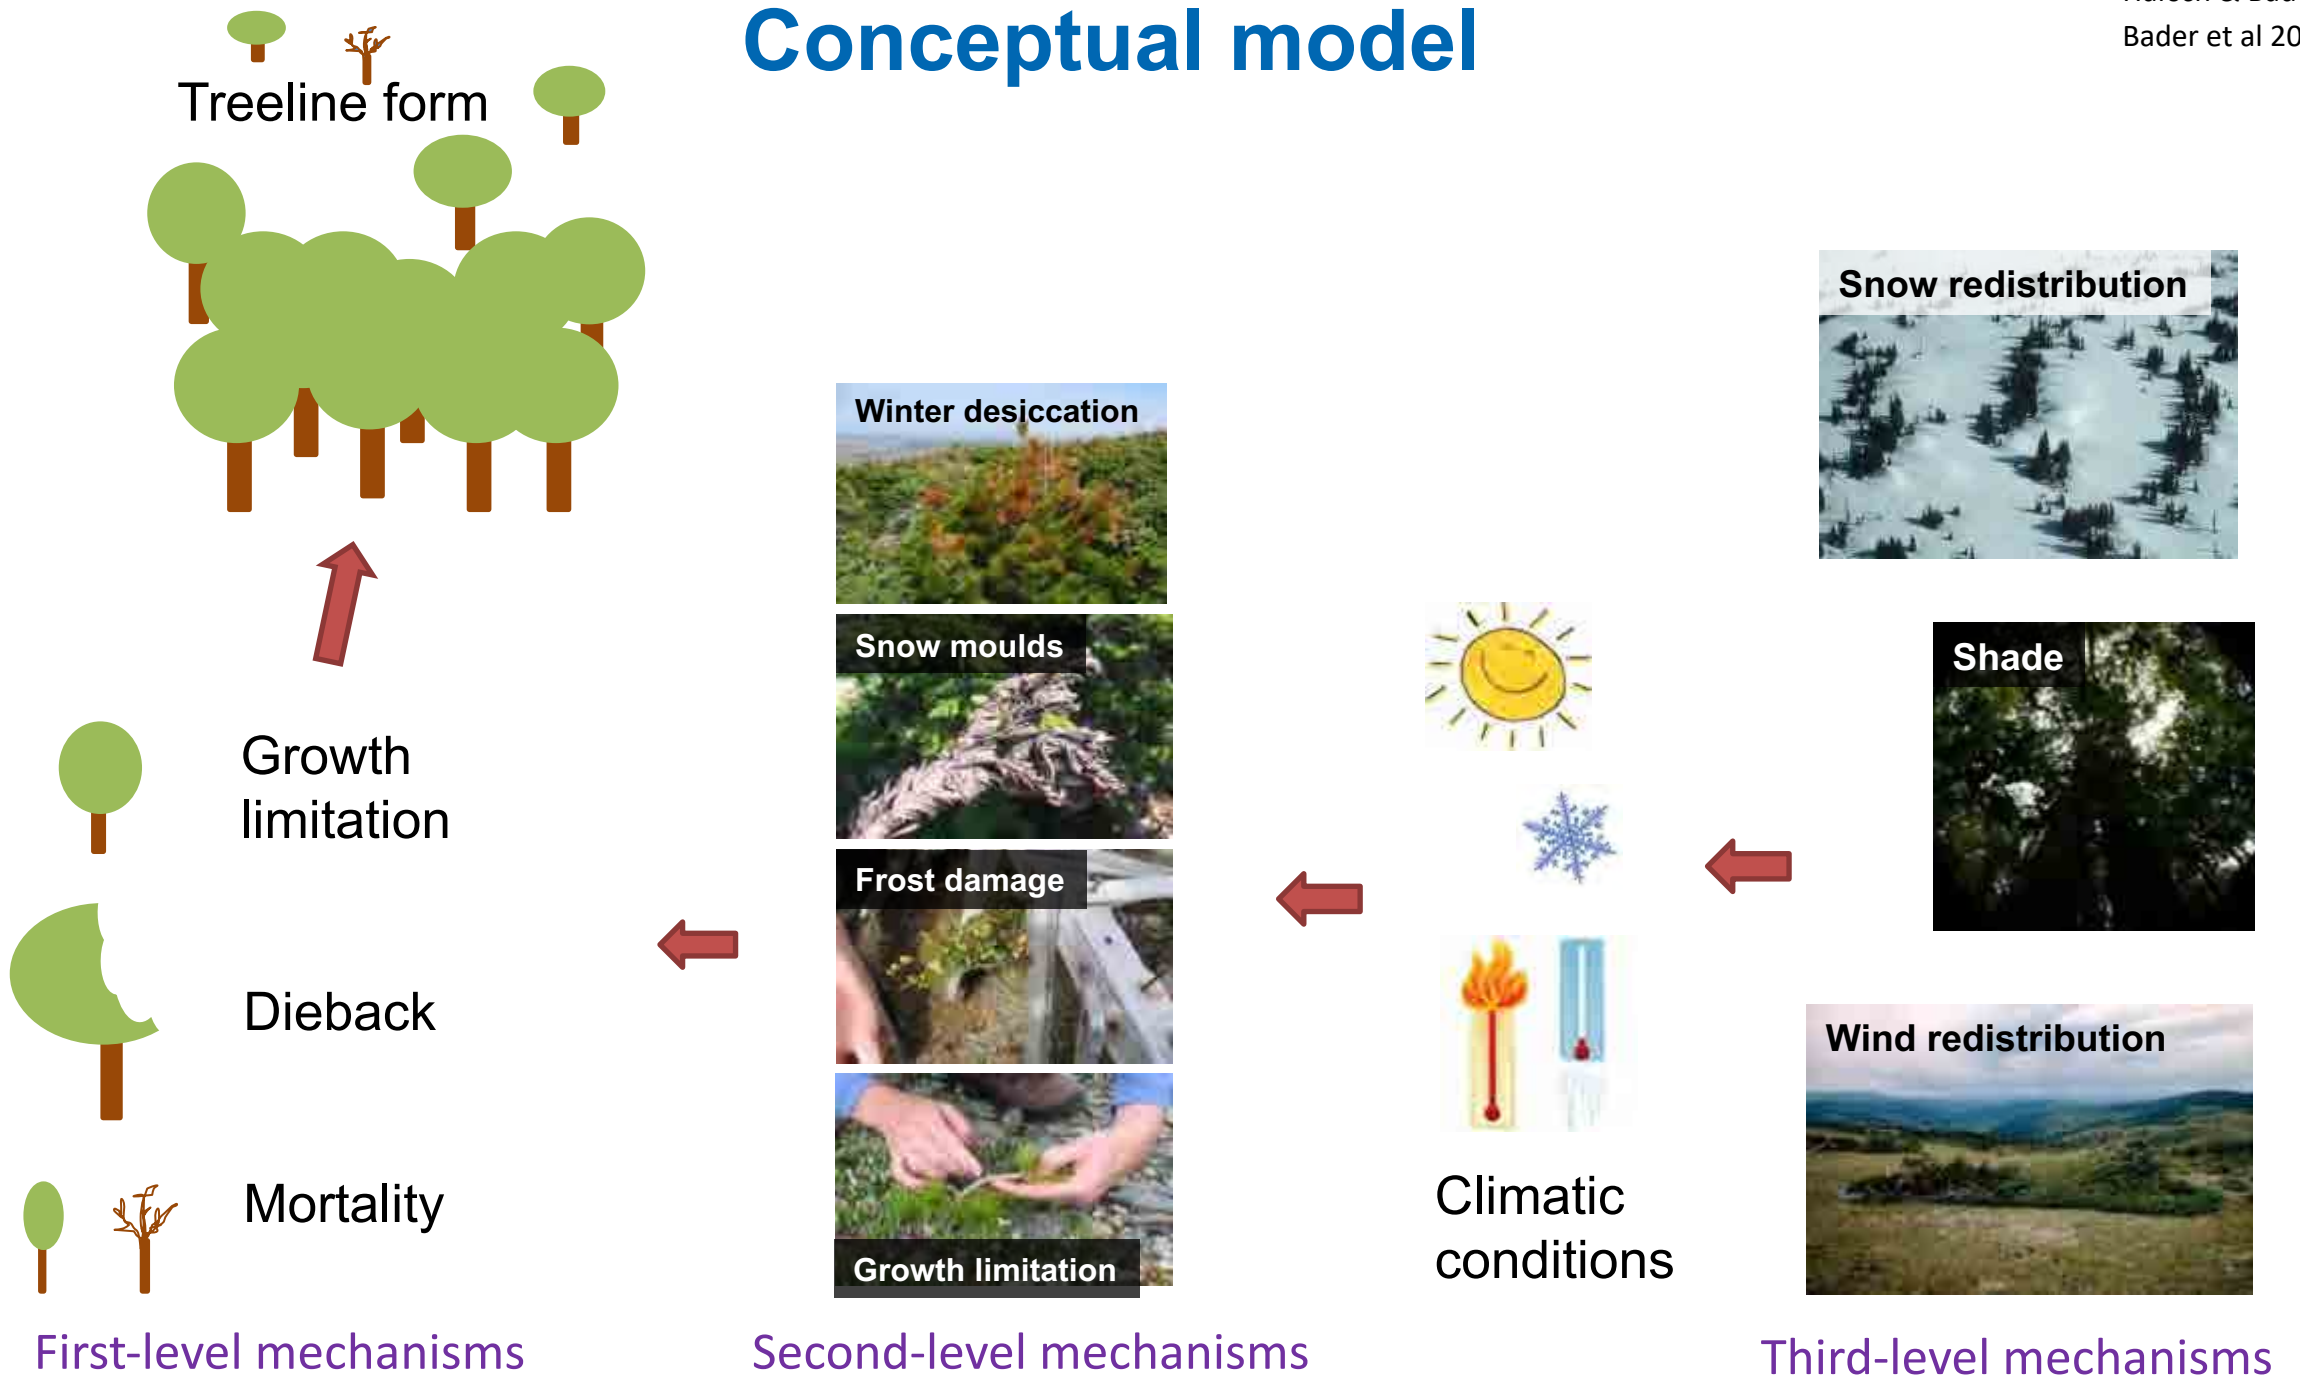 Conceptual model
Bader et al 20
Treeline form
Snow redistribution
Winter desiccation
Snow moulds
Shade
Growth
limitation
Frost damage
Dieback
Wind redistribution
Mortality
Climatic
conditions
Growth limitation
First-level mechanisms
Second-level mechanisms
Third-level mechanisms